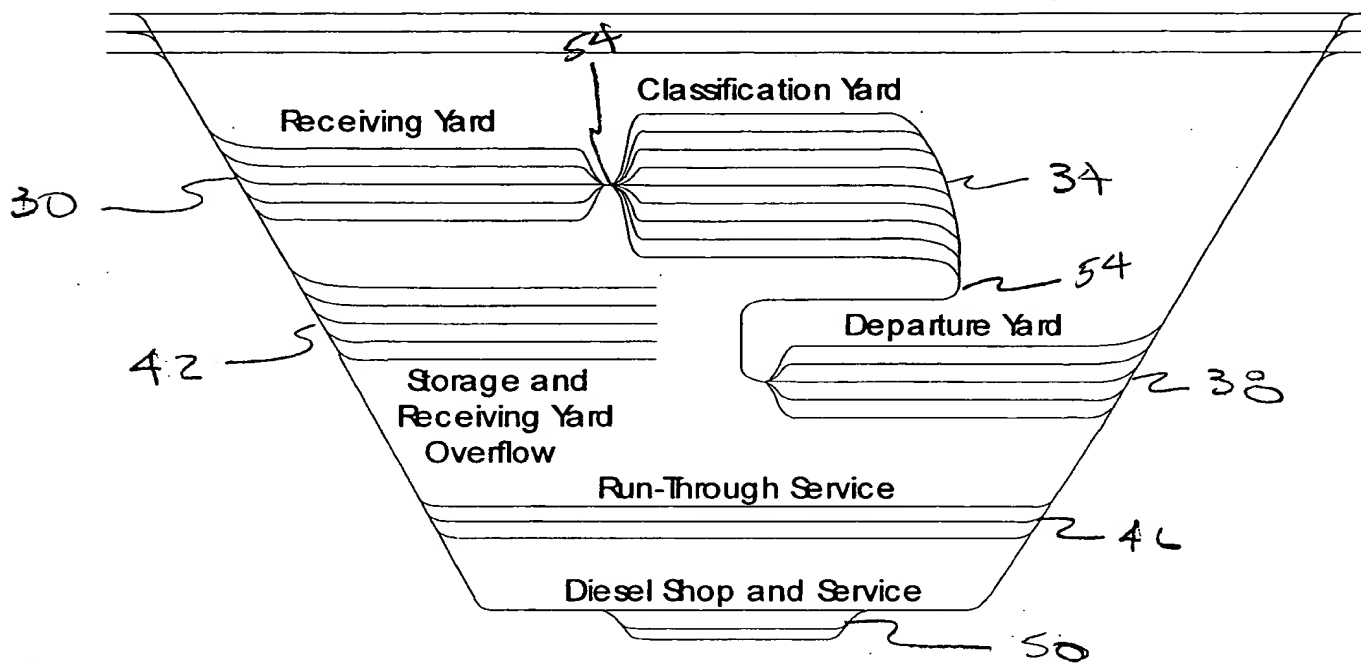 54
Classification Yard
Receiving Yard
34
30
54
Departure Yard
42
38
Storage and
Receiving Yard
Overflow
Run-Through Service
46
Diesel Shop and Service
50